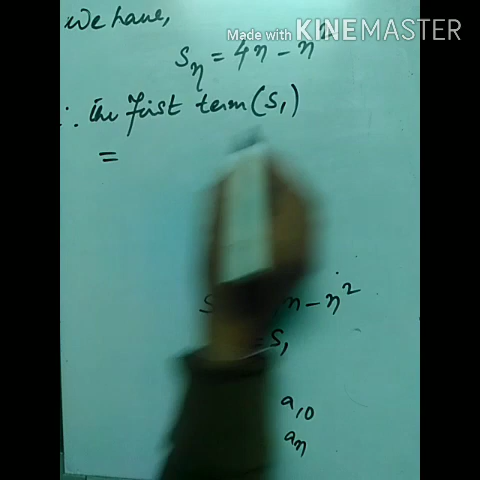 Made with KINEMASTER
we have,
Sn = 4n - n
∴ The first term (S₁)
=
n - n²
= S₁
a₁₀
aₙ